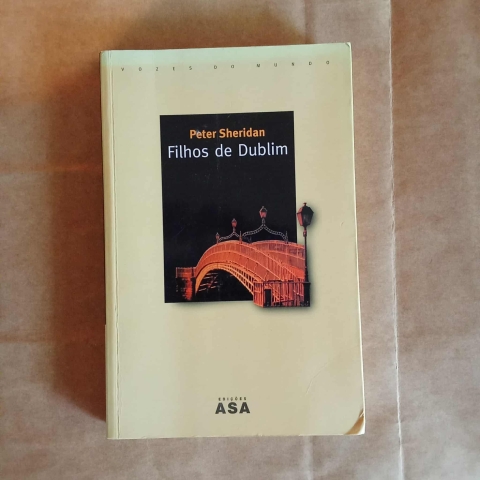 VOZES DO MUNDO
Peter Sheridan
Filhos de Dublim
EDIÇÕES
ASA